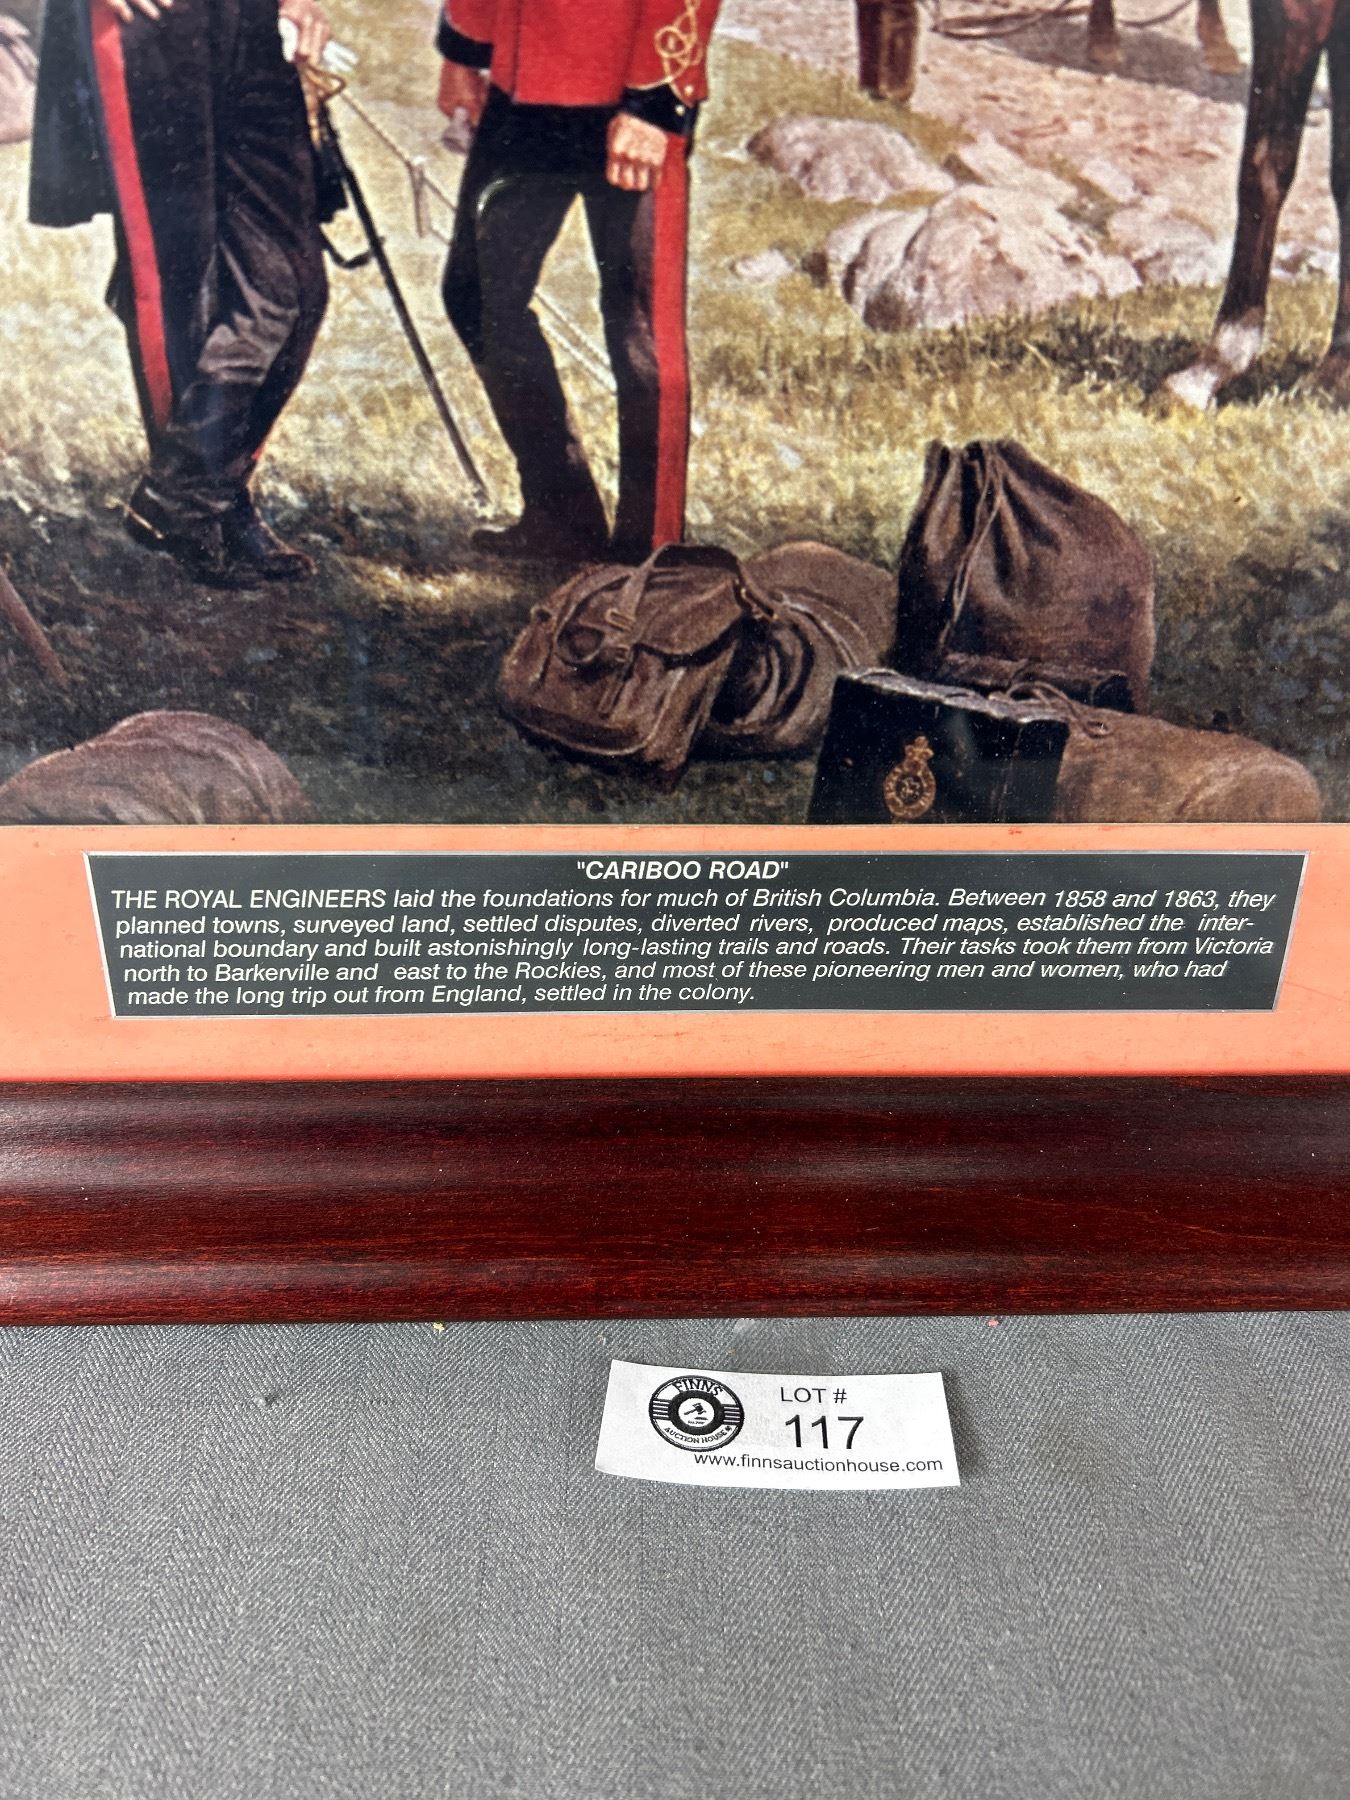 "CARIBOO ROAD"
THE ROYAL ENGINEERS laid the foundations for much of British Columbia. Between 1858 and 1863, they
planned towns, surveyed land, settled disputes, diverted rivers, produced maps, established the inter-
national boundary and built astonishingly long-lasting trails and roads. Their tasks took them from Victoria
north to Barkerville and east to the Rockies, and most of these pioneering men and women, who had
made the long trip out from England, settled in the colony.
FINNS
AUCTION HOUSE
LOT #
117
www.finnsauctionhouse.com